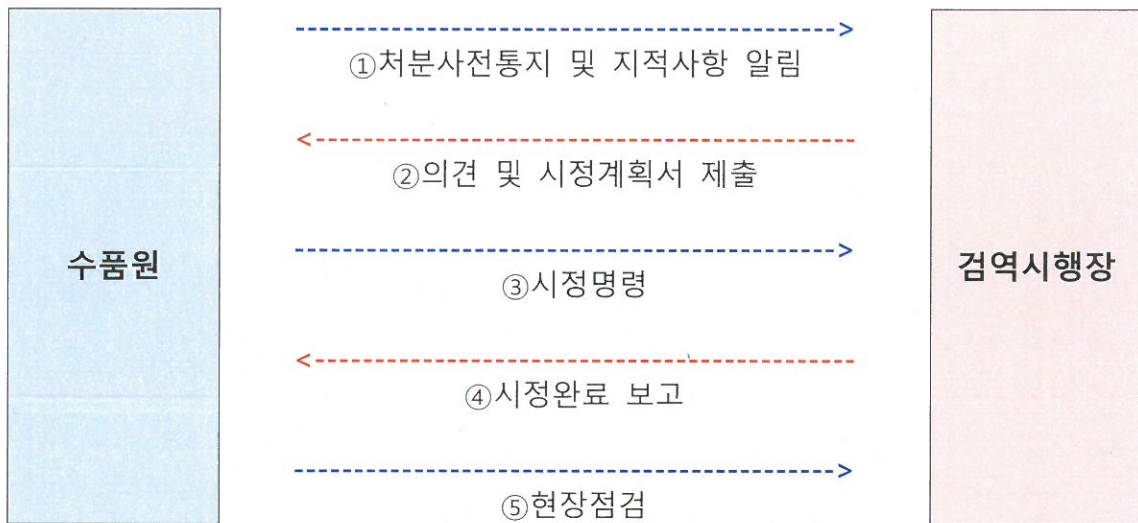 ①처분사전통지 및 지적사항 알림
②의견 및 시정계획서 제출
수품원
③시정명령
검역시행장
④시정완료 보고
⑤현장점검